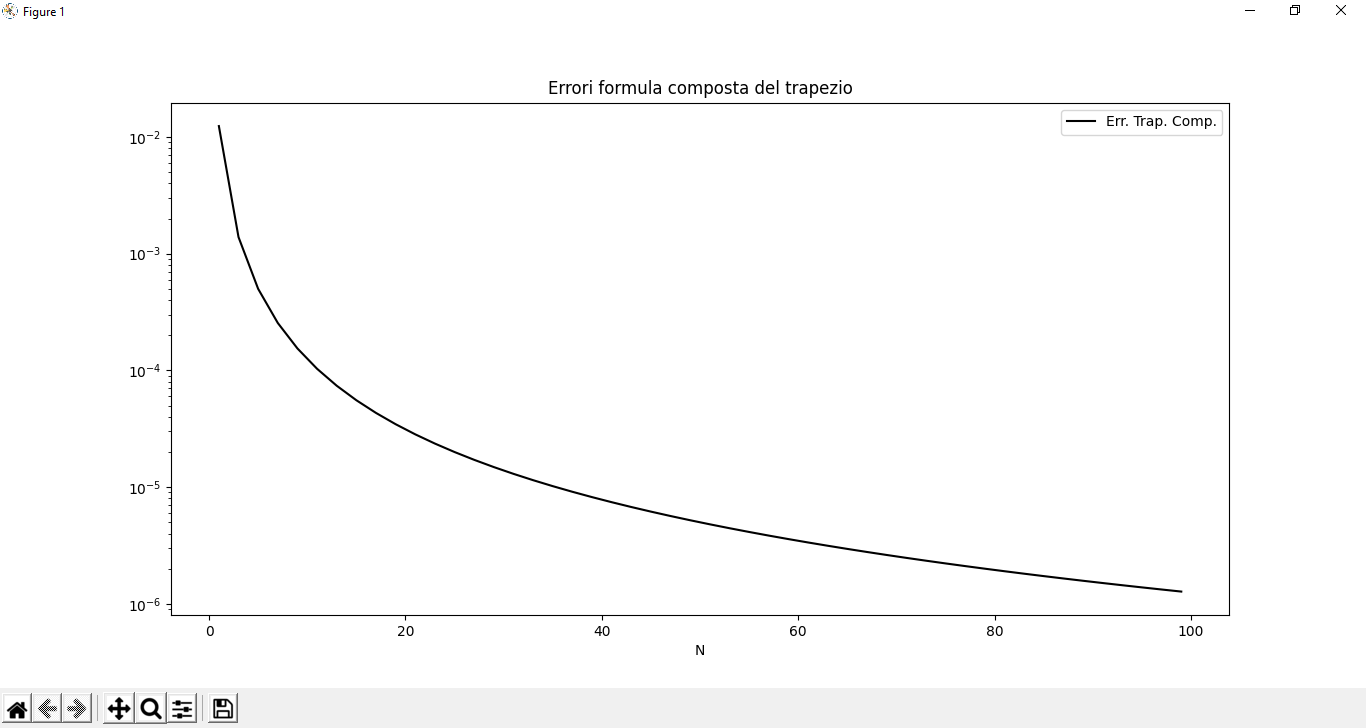 Figure 1
Errori formula composta del trapezio
Err. Trap. Comp.
10⁻²
10⁻³
10⁻⁴
10⁻⁵
10⁻⁶
0 20 40 60 80 100
N